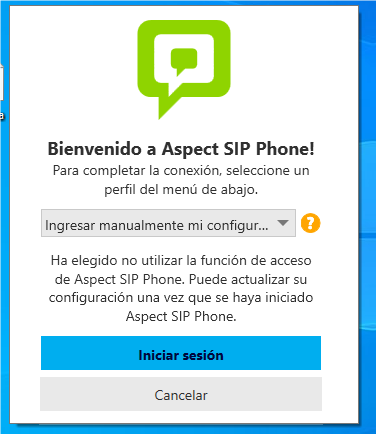 Bienvenido a Aspect SIP Phone!
Para completar la conexión, seleccione un
perfil del menú de abajo.
Ingresar manualmente mi configur...
?
Ha elegido no utilizar la función de acceso
de Aspect SIP Phone. Puede actualizar su
configuración una vez que se haya iniciado
Aspect SIP Phone.
Iniciar sesión
Cancelar